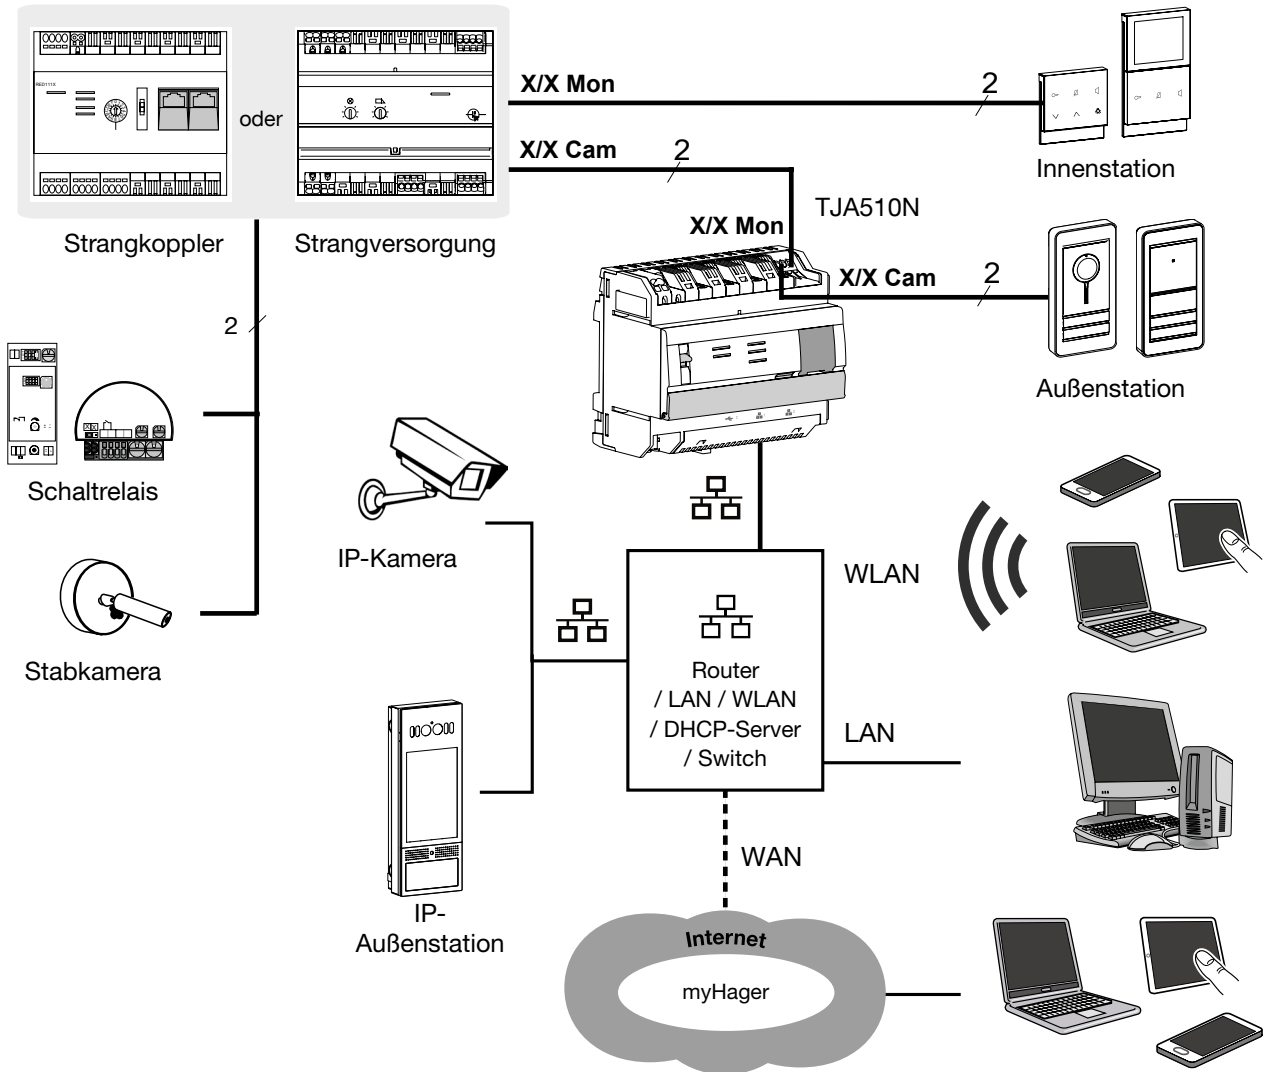 RED111X
oder
X/X Mon
2
Innenstation
X/X Cam
2
TJA510N
X/X Mon
Strangkoppler
Strangversorgung
X/X Cam
2
Außenstation
2
Schaltrelais
IP-Kamera
WLAN
Stabkamera
Router
/ LAN / WLAN
/ DHCP-Server
/ Switch
LAN
WAN
IP-
Außenstation
Internet
myHager